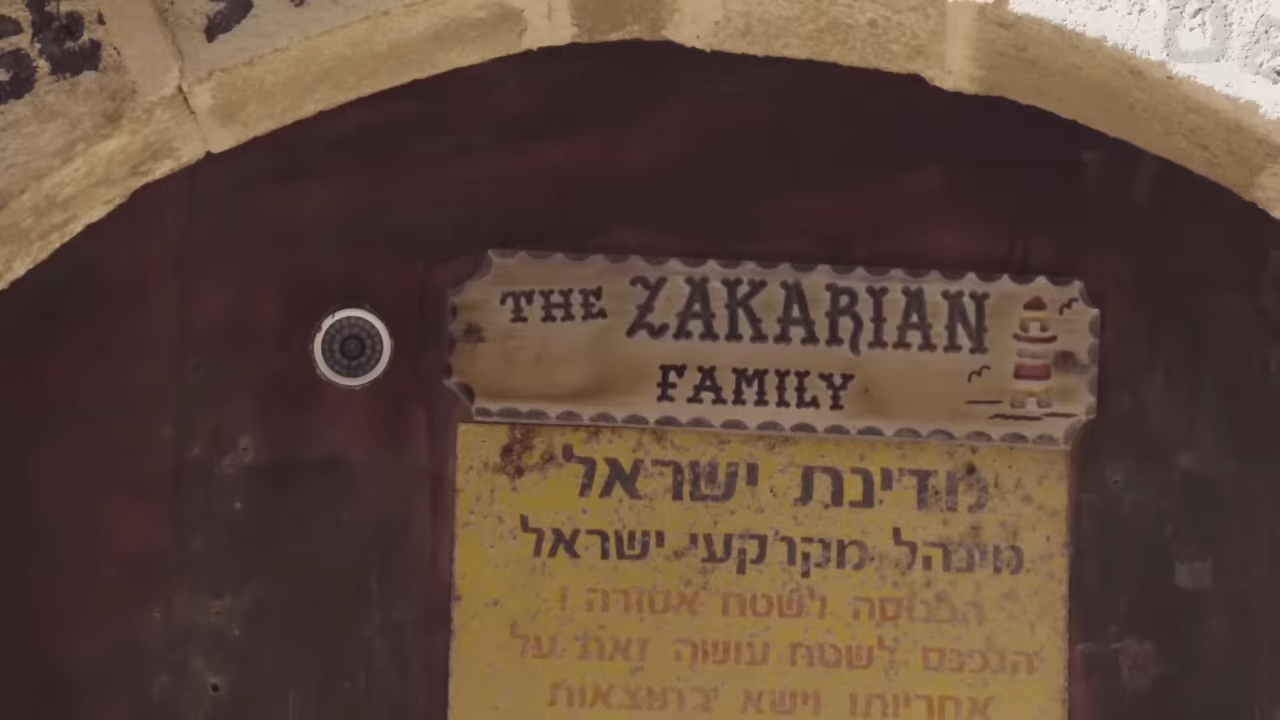 THE ZAKARIAN
FAMILY
מדינת ישראל
מינהל מקרקעי ישראל
הכניסה לשטח אסורה !
הנכנס לשטח עושה זאת על
אחריותו וישא בתוצאות